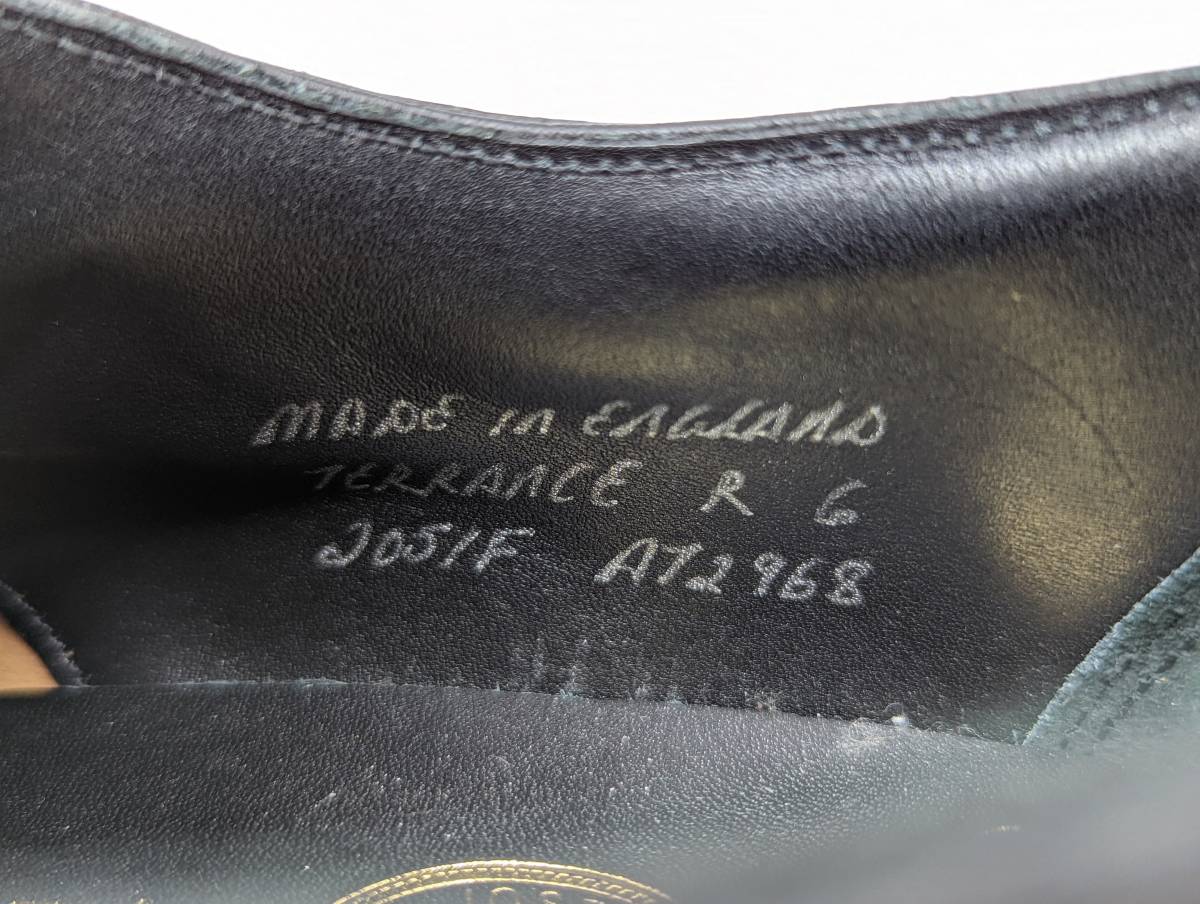 MADE IN ENGLAND
TERRANCE R 6
2051F AT2968